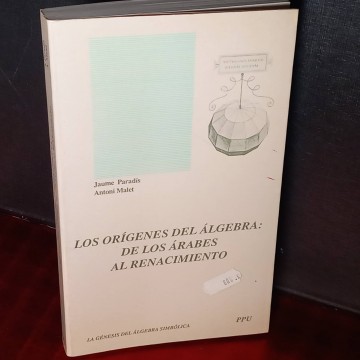 Jaume Paradís
Antoni Malet
LOS ORÍGENES DEL ÁLGEBRA:
DE LOS ÁRABES
AL RENACIMIENTO
LA GÉNESIS DEL ÁLGEBRA SIMBÓLICA
PPU